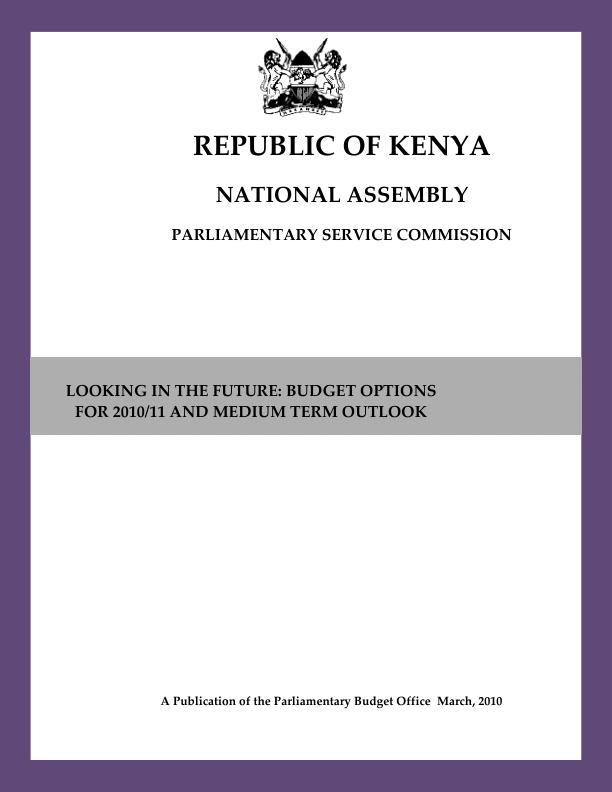 REPUBLIC OF KENYA
NATIONAL ASSEMBLY
PARLIAMENTARY SERVICE COMMISSION
LOOKING IN THE FUTURE: BUDGET OPTIONS
FOR 2010/11 AND MEDIUM TERM OUTLOOK
A Publication of the Parliamentary Budget Office March, 2010